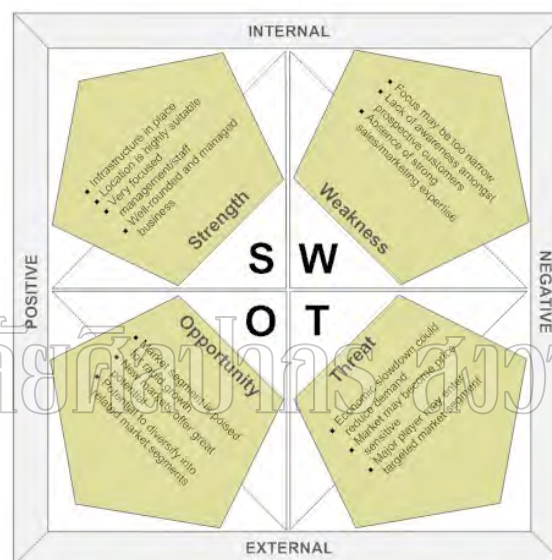 INTERNAL
POSITIVE
NEGATIVE
EXTERNAL
▪ Infrastructure in place
▪ Location is highly suitable
▪ Very focused
management/staff
▪ Well-rounded and managed
business
Strength
▪ Focus may be too narrow
▪ Lack of awareness amongst
prospective customers
▪ Absence of strong
sales/marketing expertise
Weakness
S W
O T
Opportunity
▪ Market segment is poised
for rapid growth
▪ New markets offer great
potential
▪ Potential to diversify into
related market segments
Threat
▪ Economic slowdown could
reduce demand
▪ Market may become price
sensitive
▪ Major player may enter
targeted market segment